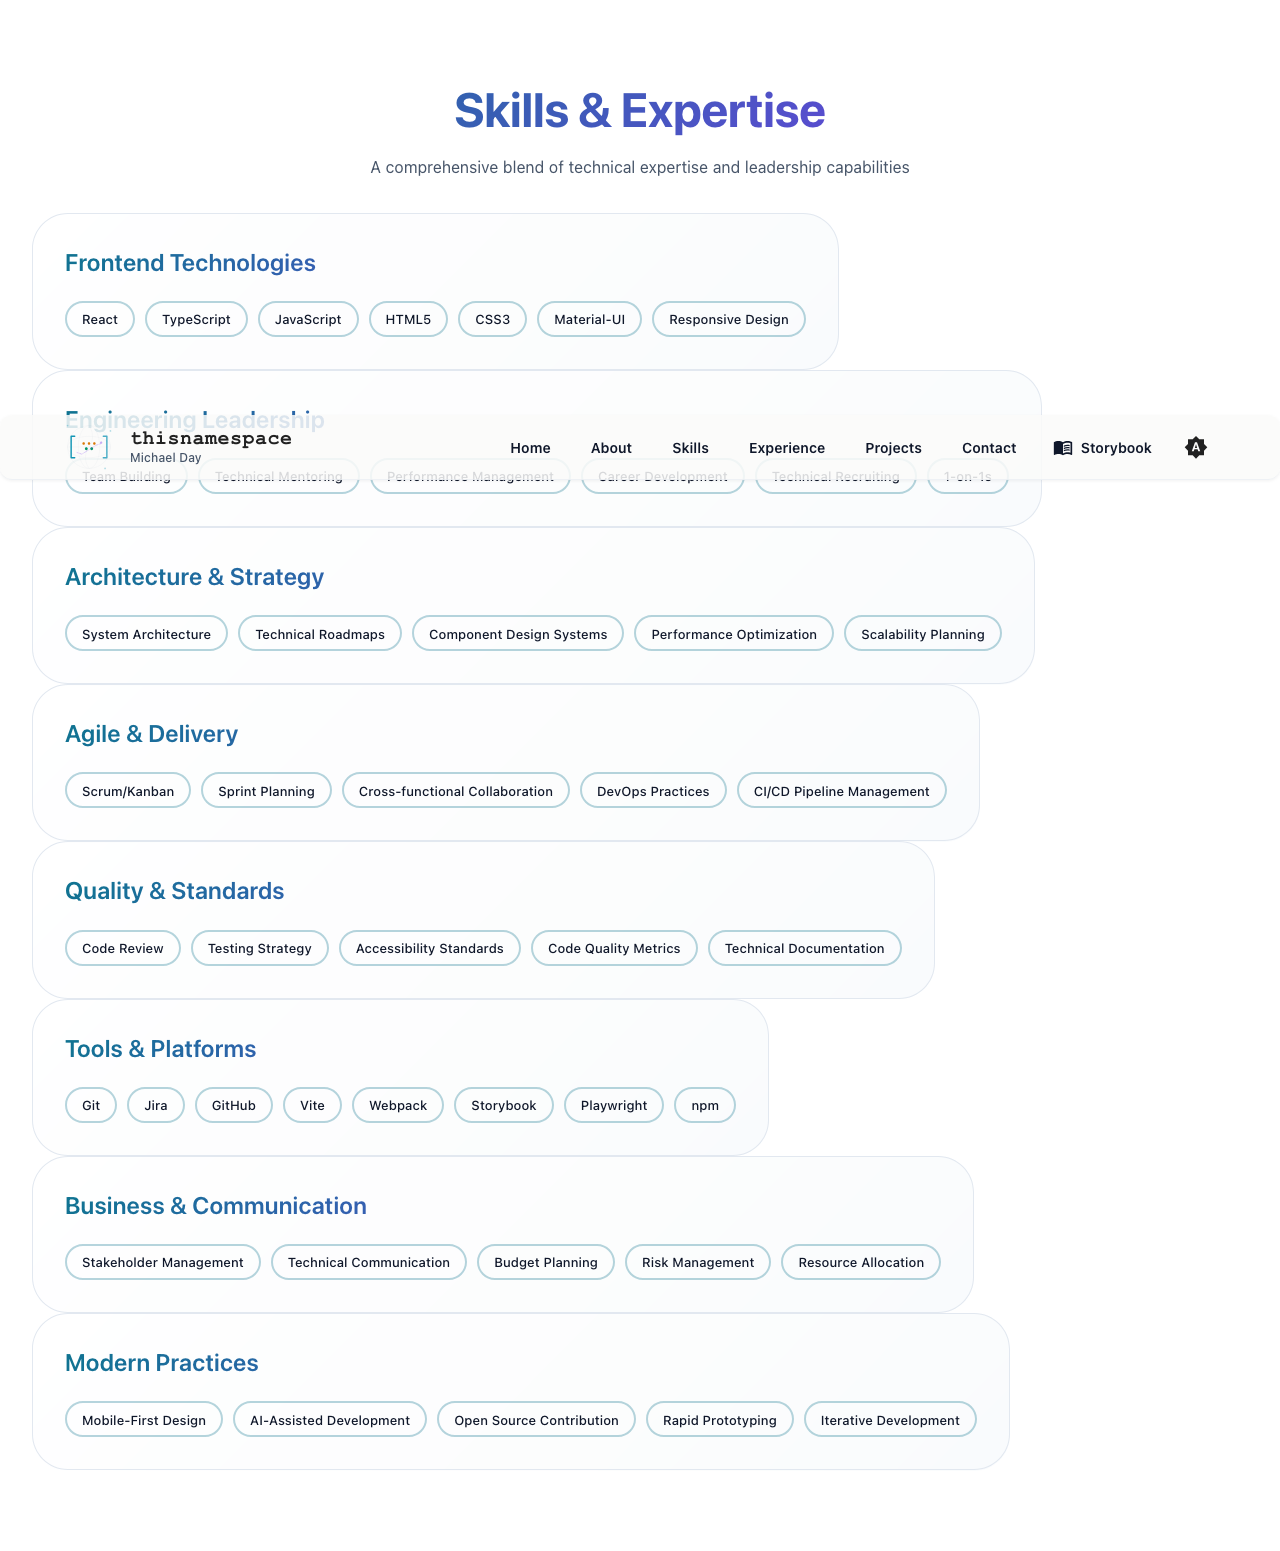 Skills & Expertise
A comprehensive blend of technical expertise and leadership capabilities
Frontend Technologies
React TypeScript JavaScript HTML5 CSS3 Material-UI Responsive Design
Engineering Leadership
thisnamespace
Michael Day
Home About Skills Experience Projects Contact Storybook A
Team Building Technical Mentoring Performance Management Career Development Technical Recruiting 1-on-1s
Architecture & Strategy
System Architecture Technical Roadmaps Component Design Systems Performance Optimization Scalability Planning
Agile & Delivery
Scrum/Kanban Sprint Planning Cross-functional Collaboration DevOps Practices CI/CD Pipeline Management
Quality & Standards
Code Review Testing Strategy Accessibility Standards Code Quality Metrics Technical Documentation
Tools & Platforms
Git Jira GitHub Vite Webpack Storybook Playwright npm
Business & Communication
Stakeholder Management Technical Communication Budget Planning Risk Management Resource Allocation
Modern Practices
Mobile-First Design AI-Assisted Development Open Source Contribution Rapid Prototyping Iterative Development